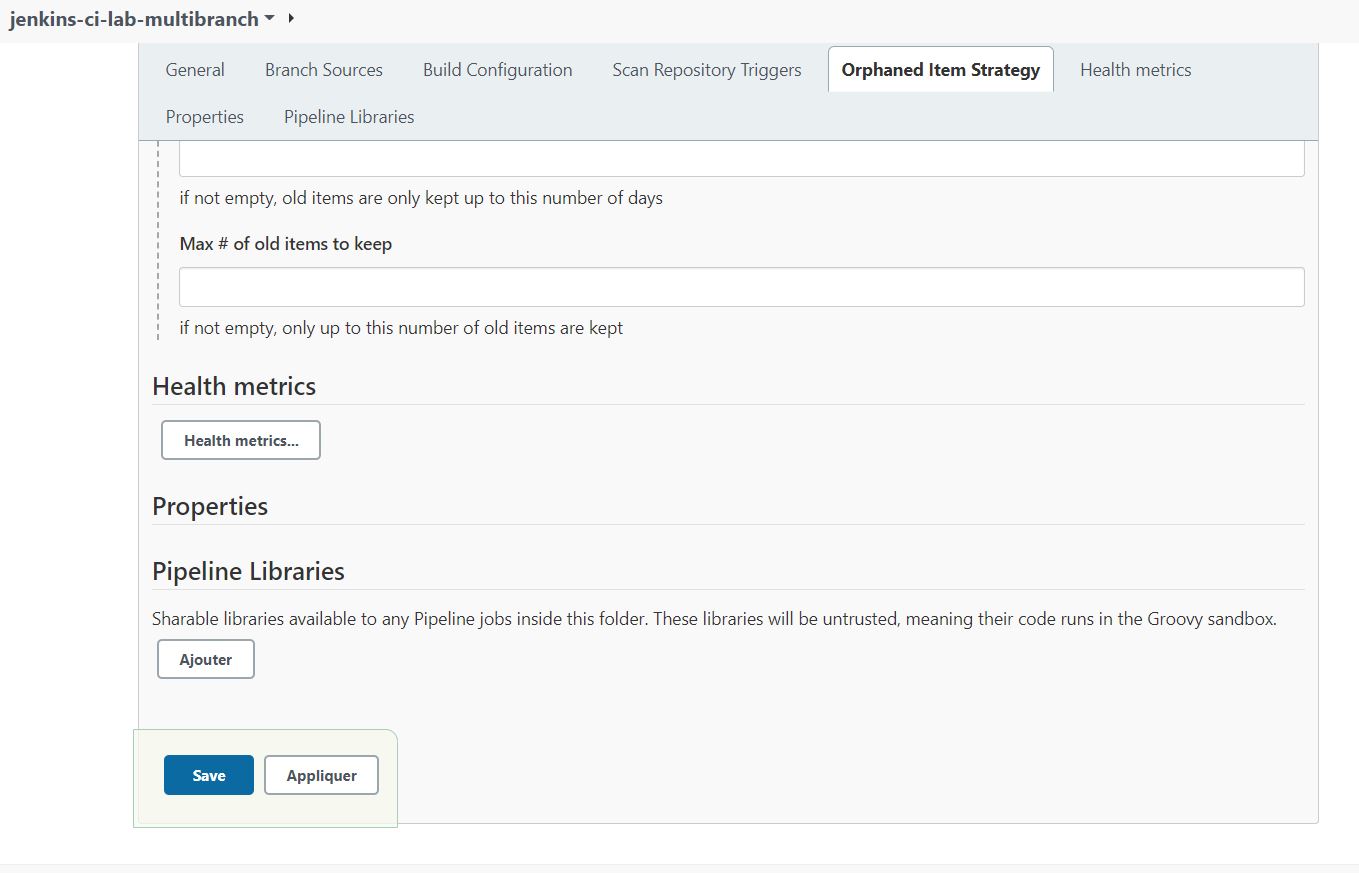 jenkins-ci-lab-multibranch
General Branch Sources Build Configuration Scan Repository Triggers Orphaned Item Strategy Health metrics
Properties Pipeline Libraries
if not empty, old items are only kept up to this number of days
Max # of old items to keep
if not empty, only up to this number of old items are kept
Health metrics
Health metrics...
Properties
Pipeline Libraries
Sharable libraries available to any Pipeline jobs inside this folder. These libraries will be untrusted, meaning their code runs in the Groovy sandbox.
Ajouter
Save Appliquer